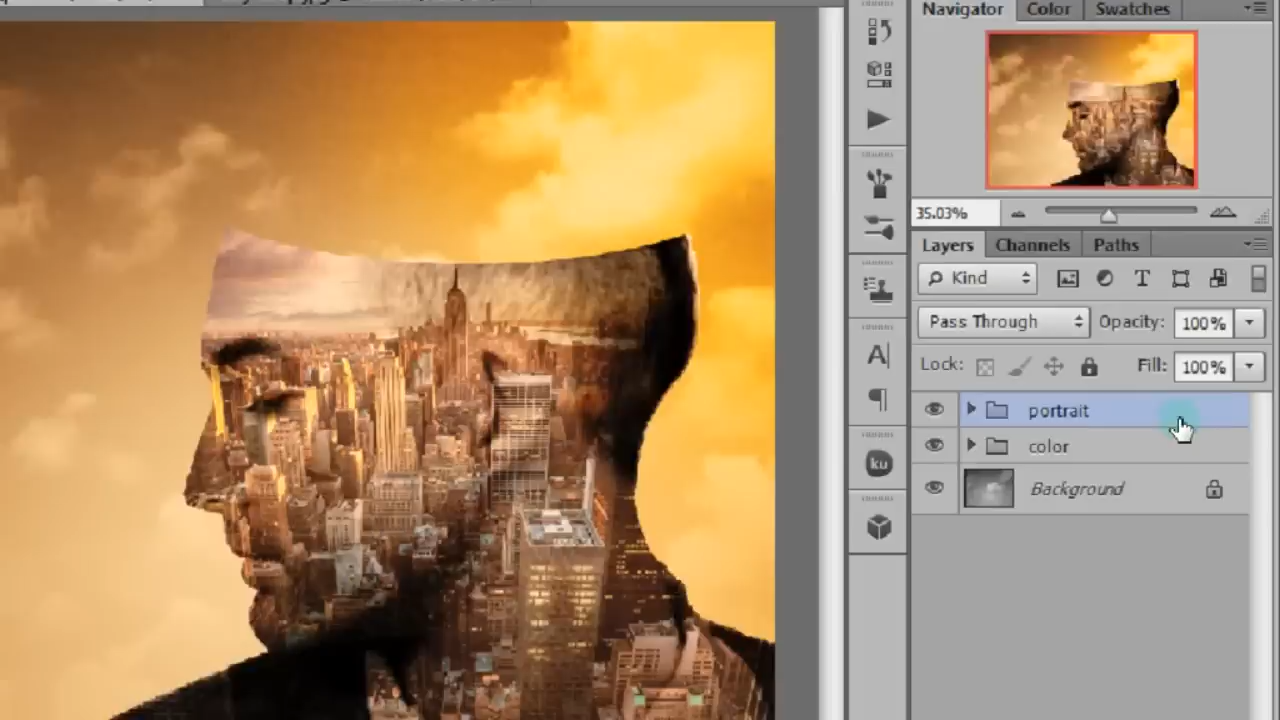 Navigator Color Swatches
35.03%
Layers Channels Paths
Kind T
Pass Through Opacity: 100%
Lock: Fill: 100%
A
ku
portrait
color
Background